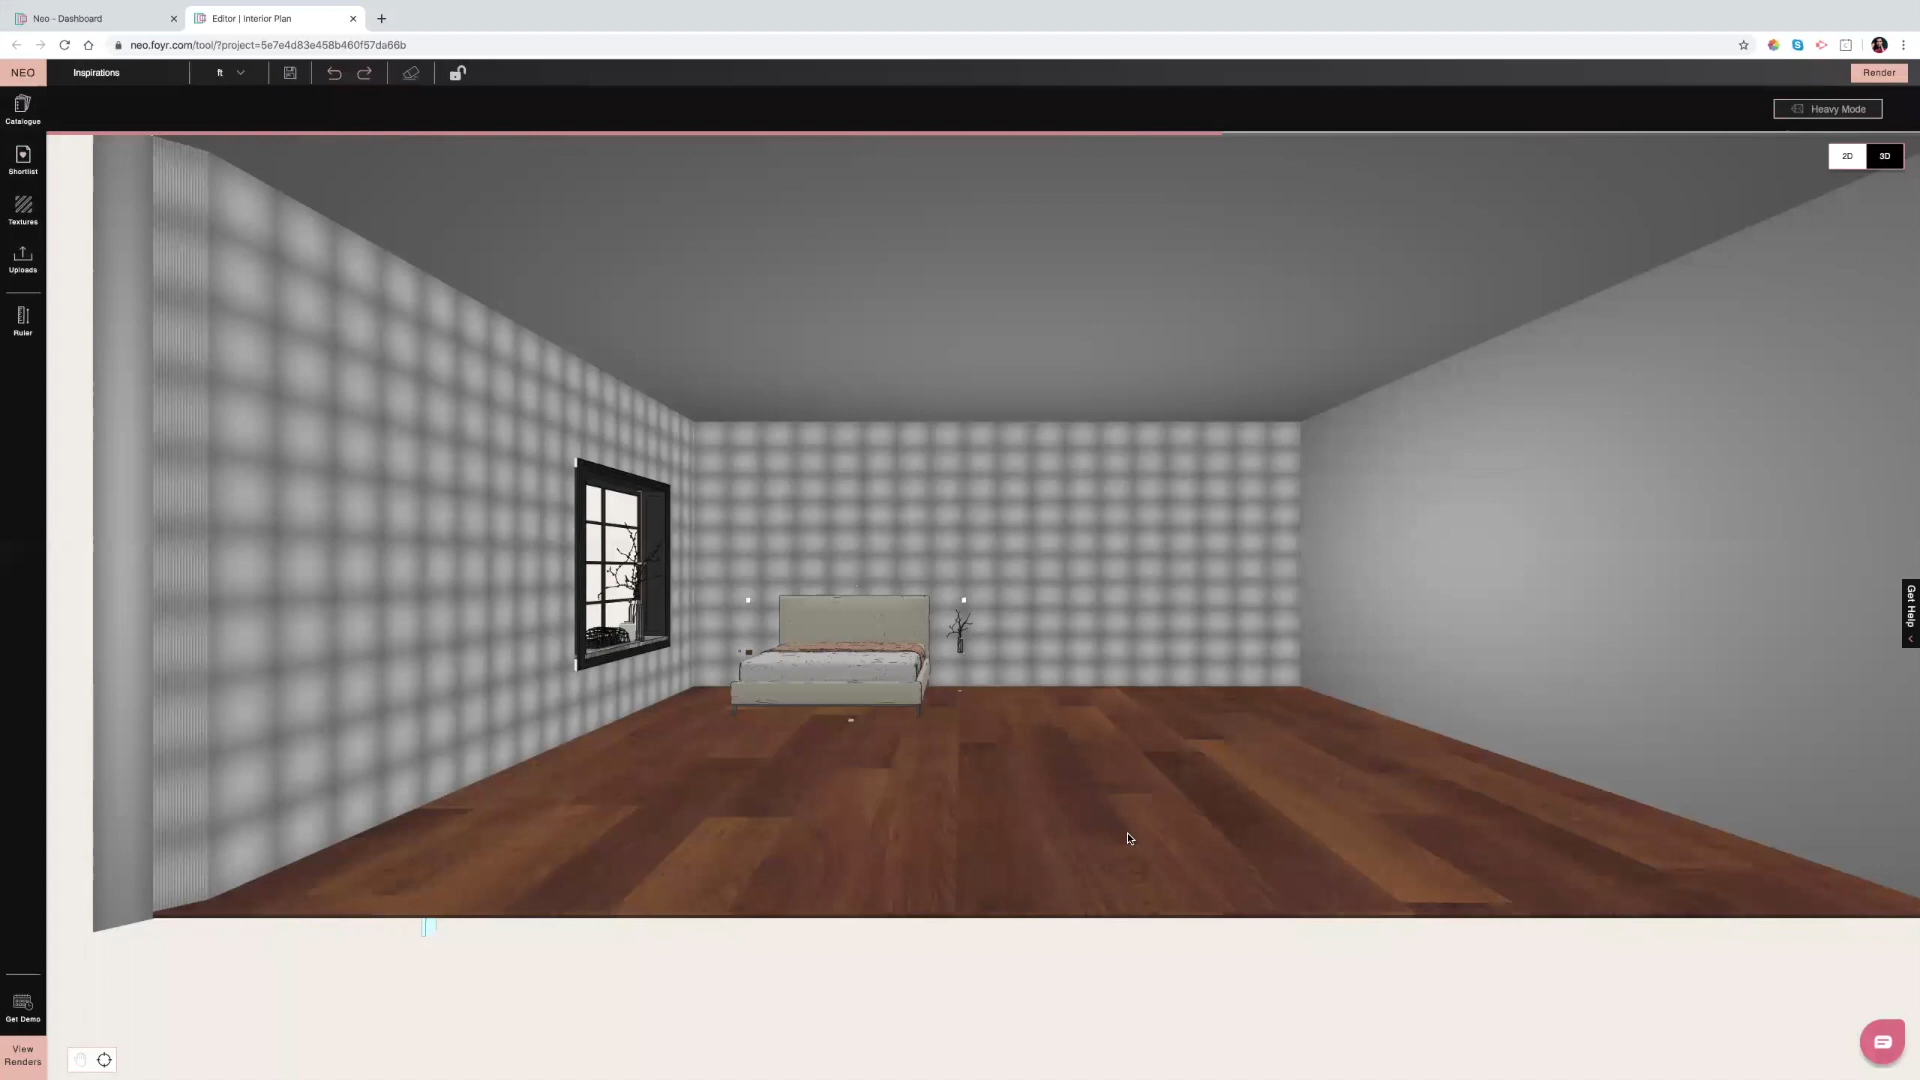 Neo - Dashboard
Editor | Interior Plan
neo.foyr.com/tool/?project=5e7e4d83e458b460f57da66b
NEO
Inspirations
ft
Render
Catalogue
Heavy Mode
2D
3D
Shortlist
Textures
Uploads
Ruler
Get Help
Get Demo
View
Renders